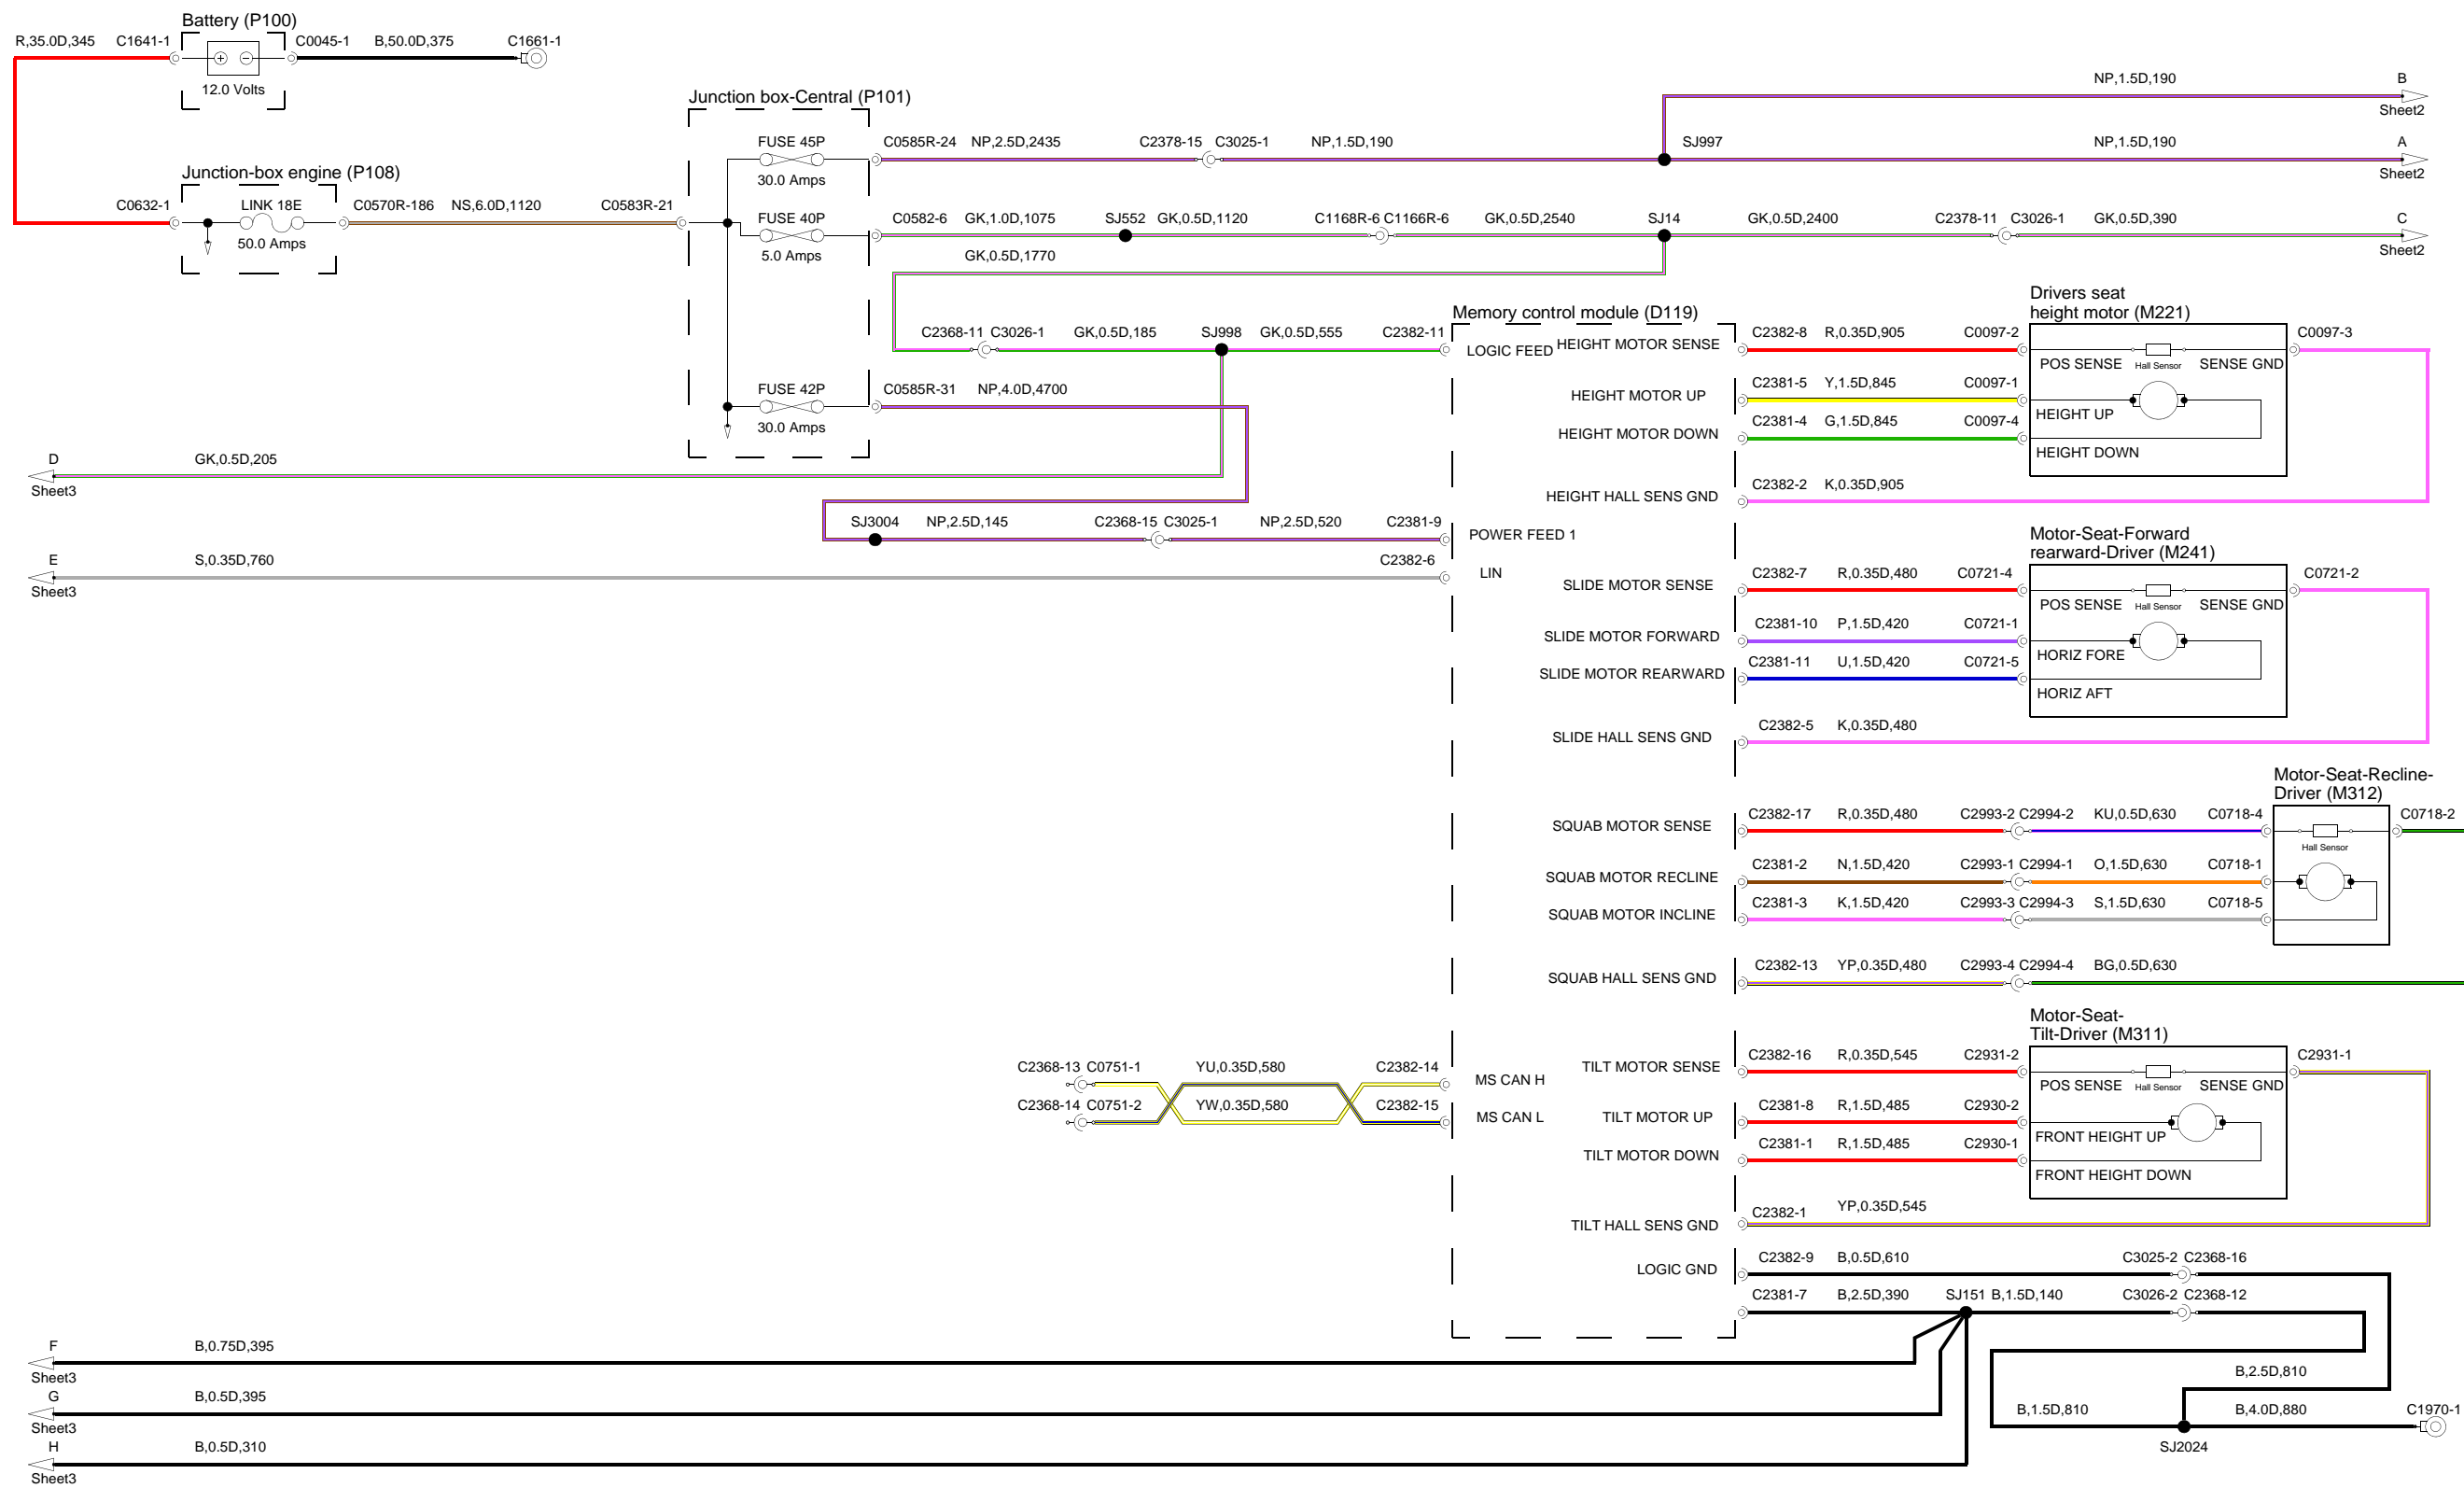 Battery (P100)
R,35.0D,345 C1641-1 C0045-1 B,50.0D,375 C1661-1
12.0 Volts
NP,1.5D,190 B
Sheet2
Junction box-Central (P101)
FUSE 45P C0585R-24 NP,2.5D,2435 C2378-15 C3025-1 NP,1.5D,190 SJ997 NP,1.5D,190 A
30.0 Amps
Sheet2
Junction-box engine (P108)
C0632-1 LINK 18E C0570R-186 NS,6.0D,1120 C0583R-21
50.0 Amps
FUSE 40P C0582-6 GK,1.0D,1075 SJ552 GK,0.5D,1120 C1168R-6 C1166R-6 GK,0.5D,2540 SJ14 GK,0.5D,2400 C2378-11 C3026-1 GK,0.5D,390 C
5.0 Amps
Sheet2
GK,0.5D,1770
C2368-11 C3026-1 GK,0.5D,185 SJ998 GK,0.5D,555 C2382-11
FUSE 42P C0585R-31 NP,4.0D,4700
30.0 Amps
D GK,0.5D,205
Sheet3
SJ3004 NP,2.5D,145 C2368-15 C3025-1 NP,2.5D,520 C2381-9
E S,0.35D,760 C2382-6
Sheet3
Memory control module (D119)
LOGIC FEED
POWER FEED 1
LIN
MS CAN H
MS CAN L
Drivers seat
height motor (M221)
HEIGHT MOTOR SENSE C2382-8 R,0.35D,905 C0097-2 C0097-3
POS SENSE Hall Sensor SENSE GND
HEIGHT MOTOR UP C2381-5 Y,1.5D,845 C0097-1
HEIGHT UP
HEIGHT MOTOR DOWN C2381-4 G,1.5D,845 C0097-4
HEIGHT DOWN
HEIGHT HALL SENS GND C2382-2 K,0.35D,905
Motor-Seat-Forward
rearward-Driver (M241)
SLIDE MOTOR SENSE C2382-7 R,0.35D,480 C0721-4 C0721-2
POS SENSE Hall Sensor SENSE GND
SLIDE MOTOR FORWARD C2381-10 P,1.5D,420 C0721-1
HORIZ FORE
SLIDE MOTOR REARWARD C2381-11 U,1.5D,420 C0721-5
HORIZ AFT
SLIDE HALL SENS GND C2382-5 K,0.35D,480
Motor-Seat-Recline-
Driver (M312)
SQUAB MOTOR SENSE C2382-17 R,0.35D,480 C2993-2 C2994-2 KU,0.5D,630 C0718-4 C0718-2
Hall Sensor
SQUAB MOTOR RECLINE C2381-2 N,1.5D,420 C2993-1 C2994-1 O,1.5D,630 C0718-1
SQUAB MOTOR INCLINE C2381-3 K,1.5D,420 C2993-3 C2994-3 S,1.5D,630 C0718-5
SQUAB HALL SENS GND C2382-13 YP,0.35D,480 C2993-4 C2994-4 BG,0.5D,630
Motor-Seat-
Tilt-Driver (M311)
C2368-13 C0751-1 YU,0.35D,580 C2382-14
C2368-14 C0751-2 YW,0.35D,580 C2382-15
TILT MOTOR SENSE C2382-16 R,0.35D,545 C2931-2 C2931-1
POS SENSE Hall Sensor SENSE GND
TILT MOTOR UP C2381-8 R,1.5D,485 C2930-2
FRONT HEIGHT UP
TILT MOTOR DOWN C2381-1 R,1.5D,485 C2930-1
FRONT HEIGHT DOWN
TILT HALL SENS GND C2382-1 YP,0.35D,545
LOGIC GND C2382-9 B,0.5D,610 C3025-2 C2368-16
C2381-7 B,2.5D,390 SJ151 B,1.5D,140 C3026-2 C2368-12
F B,0.75D,395
Sheet3
B,2.5D,810
G B,0.5D,395
Sheet3
B,1.5D,810 B,4.0D,880 C1970-1
SJ2024
H B,0.5D,310
Sheet3